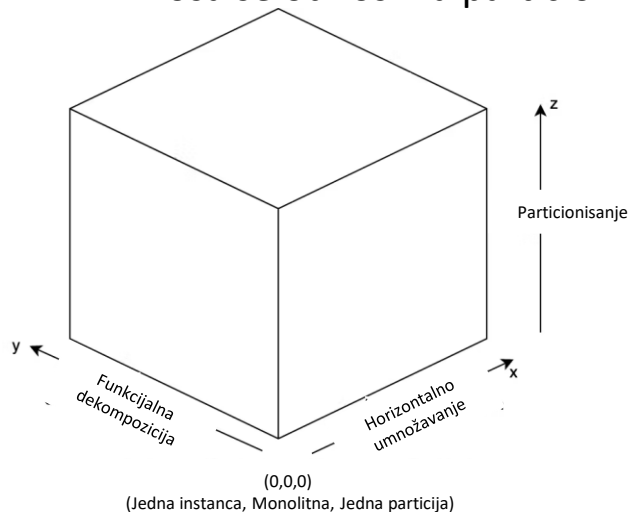 z
Particionisanje
y
x
Funkcijalna
dekompozicija
Horizontalno
umnožavanje
(0,0,0)
(Jedna instanca, Monolitna, Jedna particija)